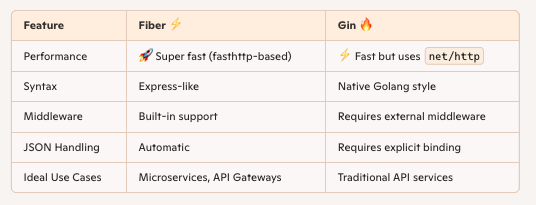 Feature Fiber ⚡ Gin 🔥
Performance 🚀 Super fast (fasthttp-based) ⚡ Fast but uses net/http
Syntax Express-like Native Golang style
Middleware Built-in support Requires external middleware
JSON Handling Automatic Requires explicit binding
Ideal Use Cases Microservices, API Gateways Traditional API services